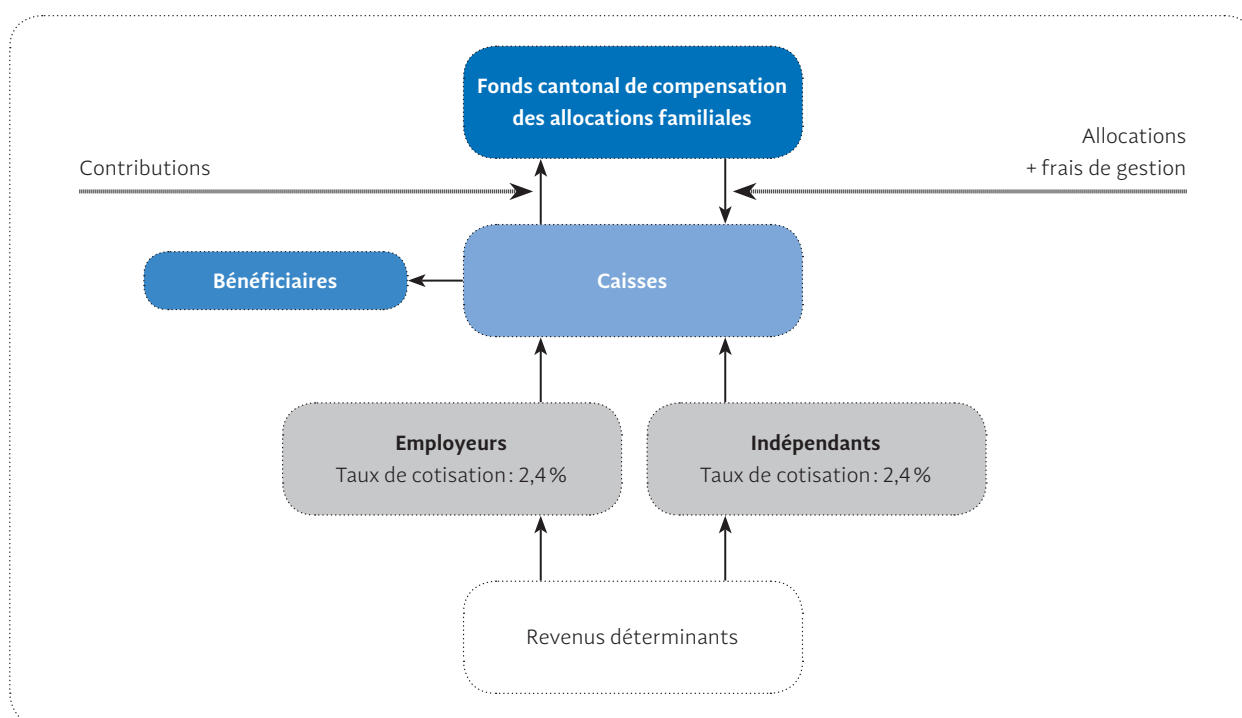 Fonds cantonal de compensation
des allocations familiales
Contributions
Allocations
+ frais de gestion
Bénéficiaires
Caisses
Employeurs
Taux de cotisation : 2,4 %
Indépendants
Taux de cotisation : 2,4 %
Revenus déterminants